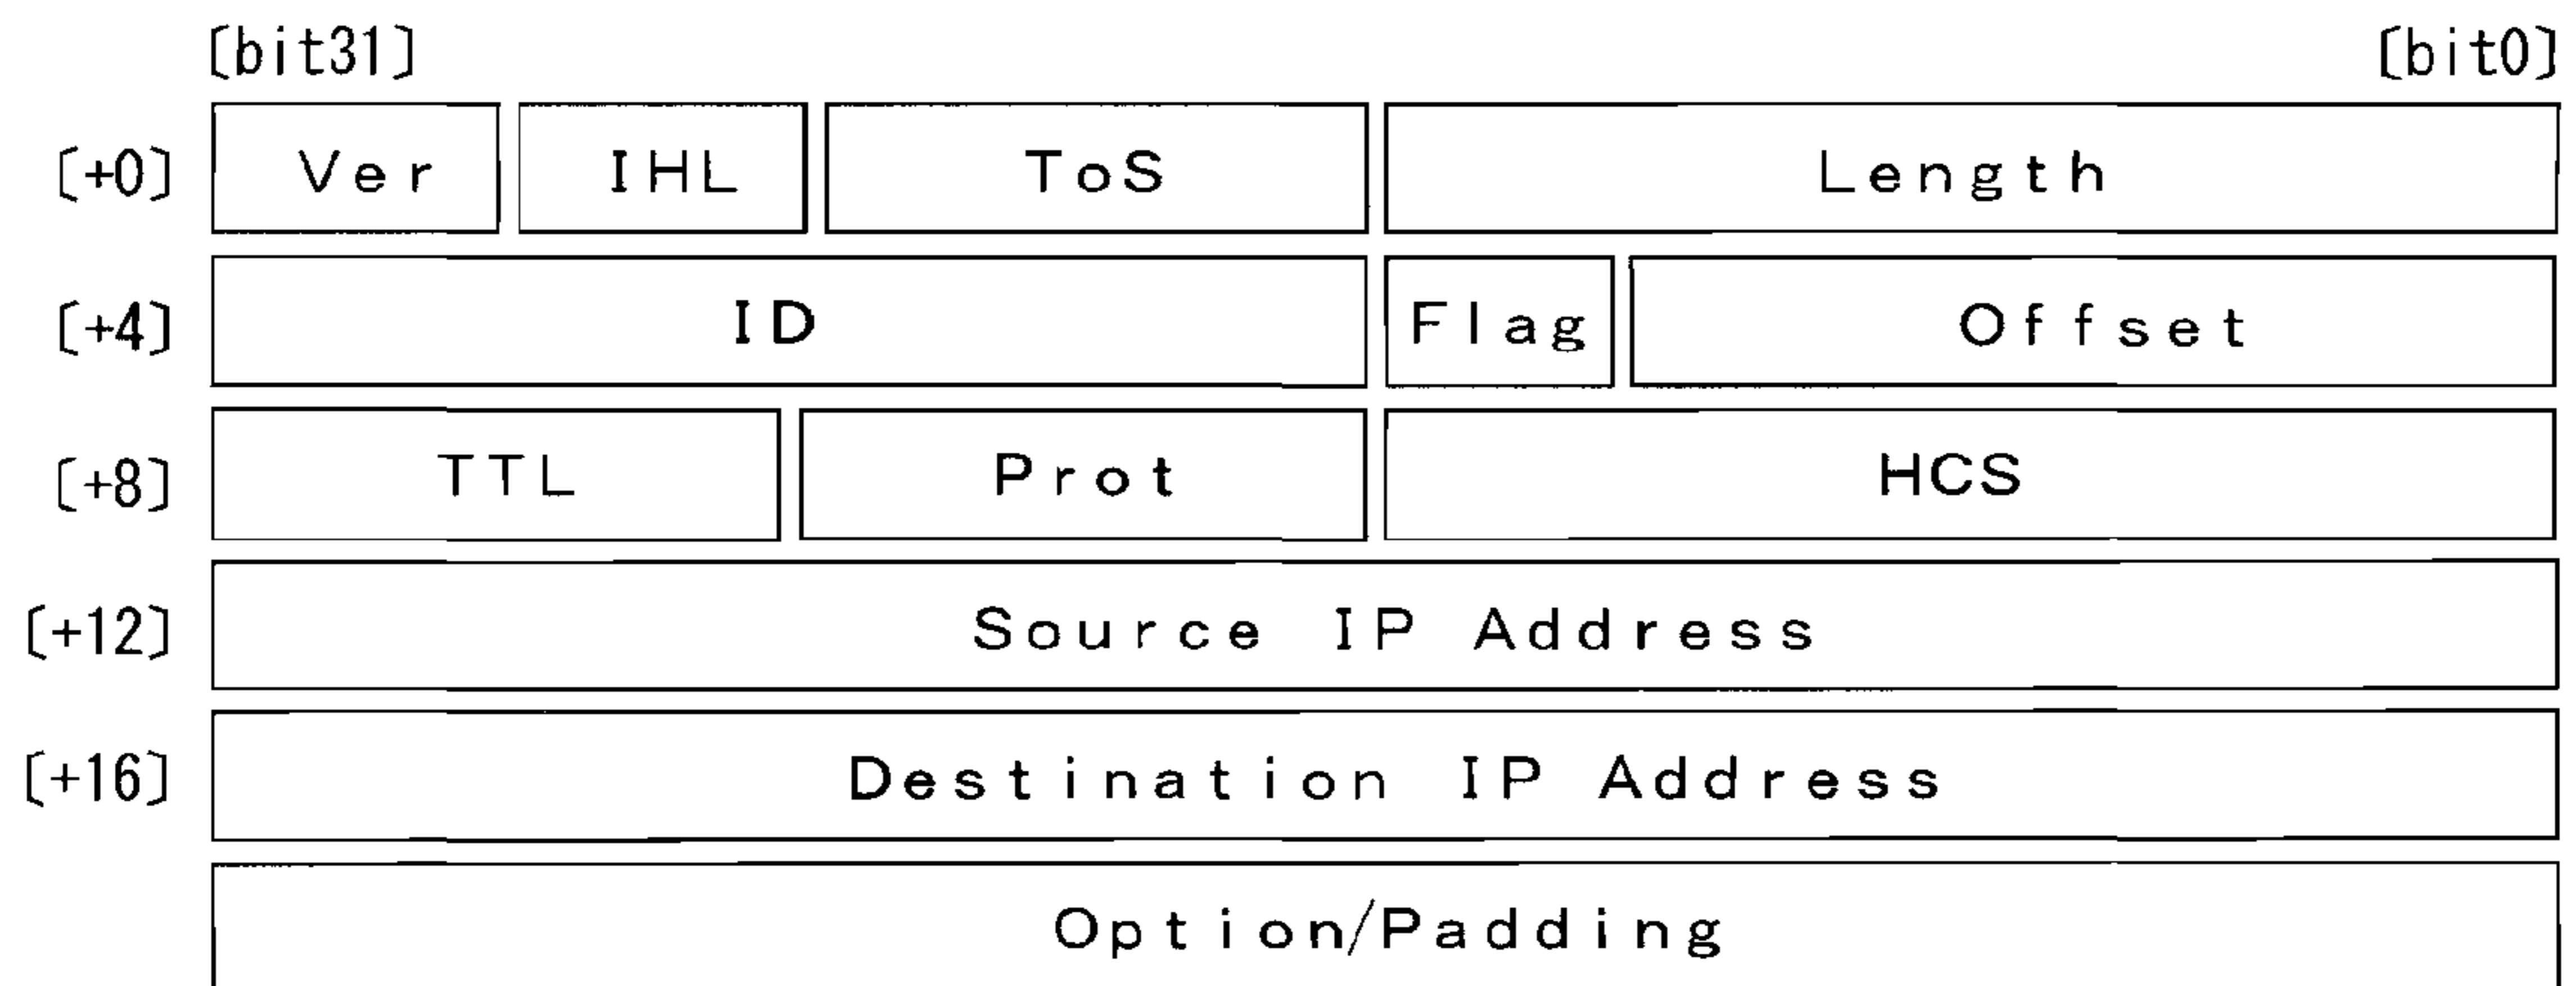 [bit31] [bit0]
[+0] Ver IHL ToS Length
[+4] ID Flag Offset
[+8] TTL Prot HCS
[+12] Source IP Address
[+16] Destination IP Address
Option/Padding